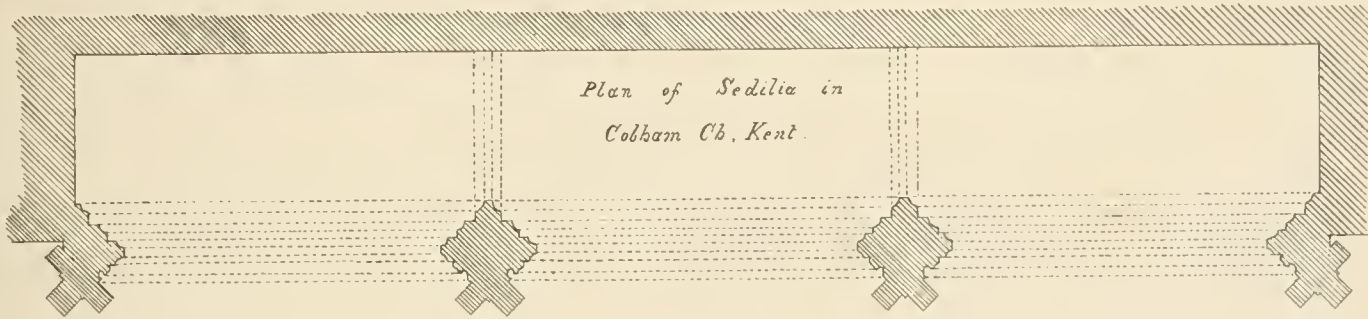 Plan of Sedilia in
Cobham Ch, Kent.